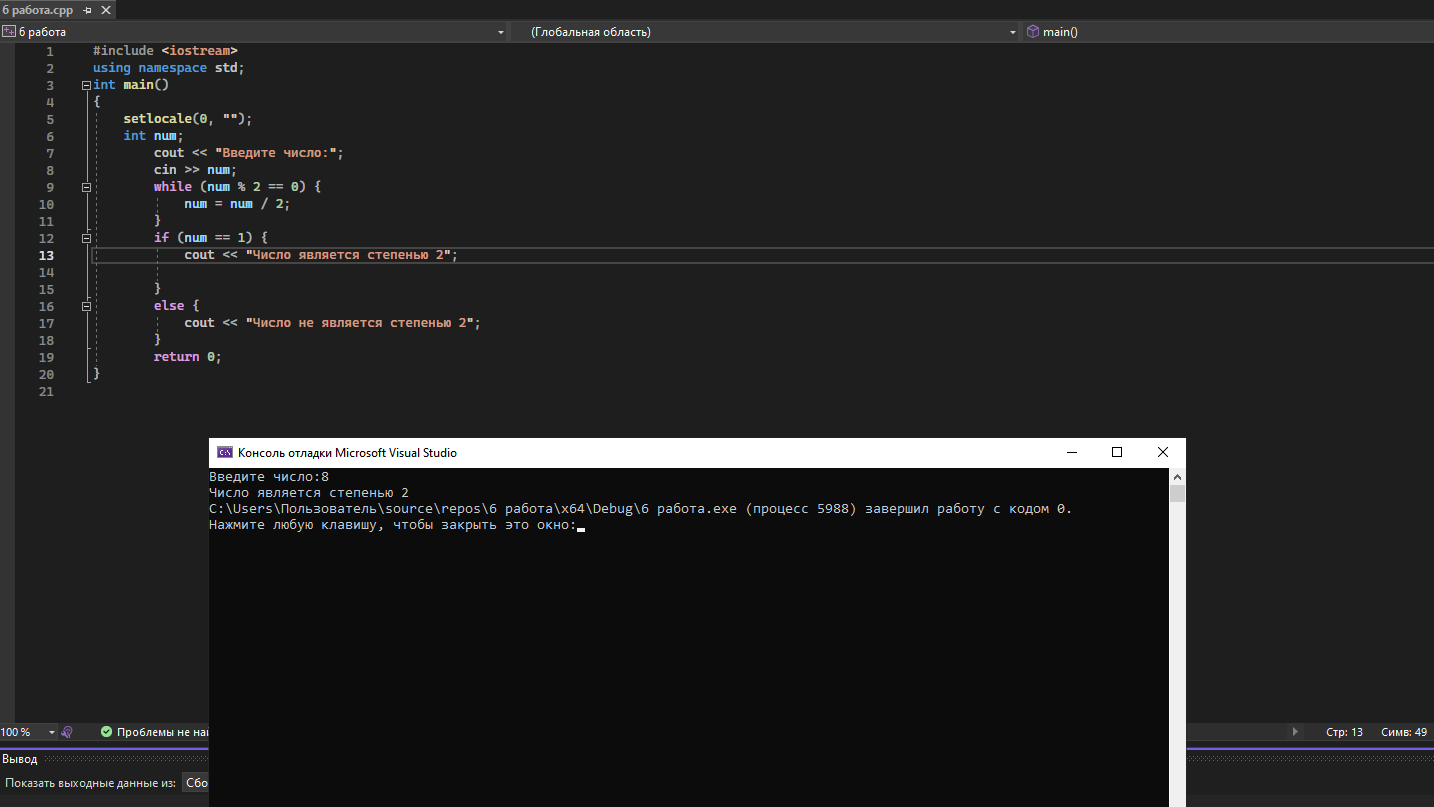 6 работа.cpp
6 работа (Глобальная область) main()
1 #include <iostream>
2 using namespace std;
3 int main()
4 {
5 setlocale(0, "");
6 int num;
7 cout << "Введите число:";
8 cin >> num;
9 while (num % 2 == 0) {
10 num = num / 2;
11 }
12 if (num == 1) {
13 cout << "Число является степенью 2";
14
15 }
16 else {
17 cout << "Число не является степенью 2";
18 }
19 return 0;
20 }
21
Консоль отладки Microsoft Visual Studio
Введите число:8
Число является степенью 2
C:\Users\Пользователь\source\repos\6 работа\x64\Debug\6 работа.exe (процесс 5988) завершил работу с кодом 0.
Нажмите любую клавишу, чтобы закрыть это окно:
100 % Проблемы не най Стр: 13 Симв: 49
Вывод
Показать выходные данные из: Сбо